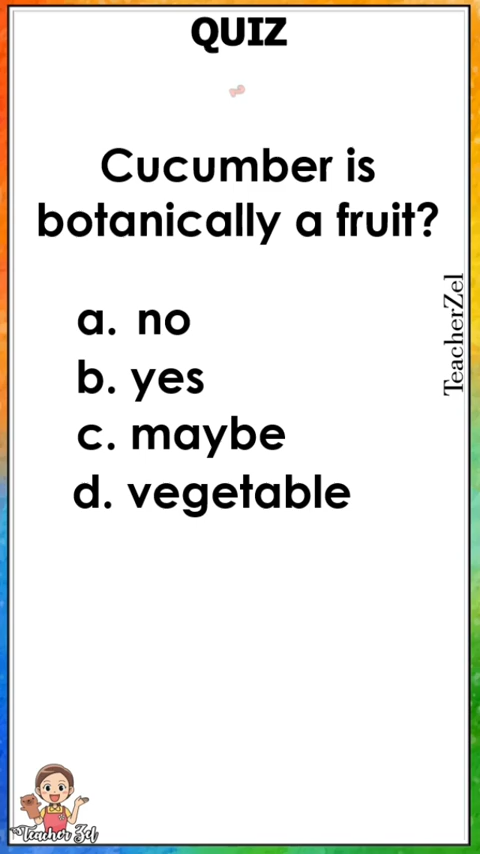 QUIZ
Cucumber is
botanically a fruit?
a. no
b. yes
c. maybe
d. vegetable
TeacherZel
Teacher Zel